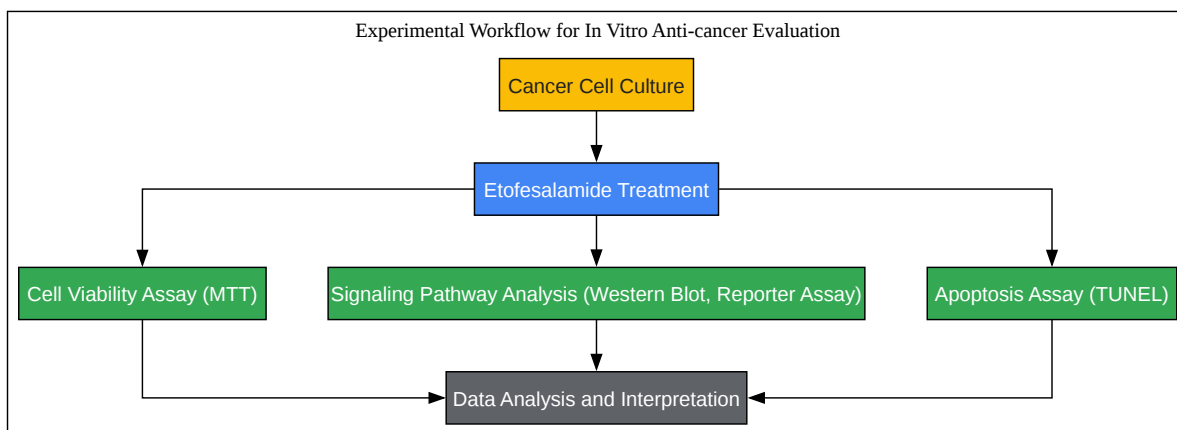 Experimental Workflow for In Vitro Anti-cancer Evaluation
Cancer Cell Culture
Etofesalamide Treatment
Cell Viability Assay (MTT)
Signaling Pathway Analysis (Western Blot, Reporter Assay)
Apoptosis Assay (TUNEL)
Data Analysis and Interpretation